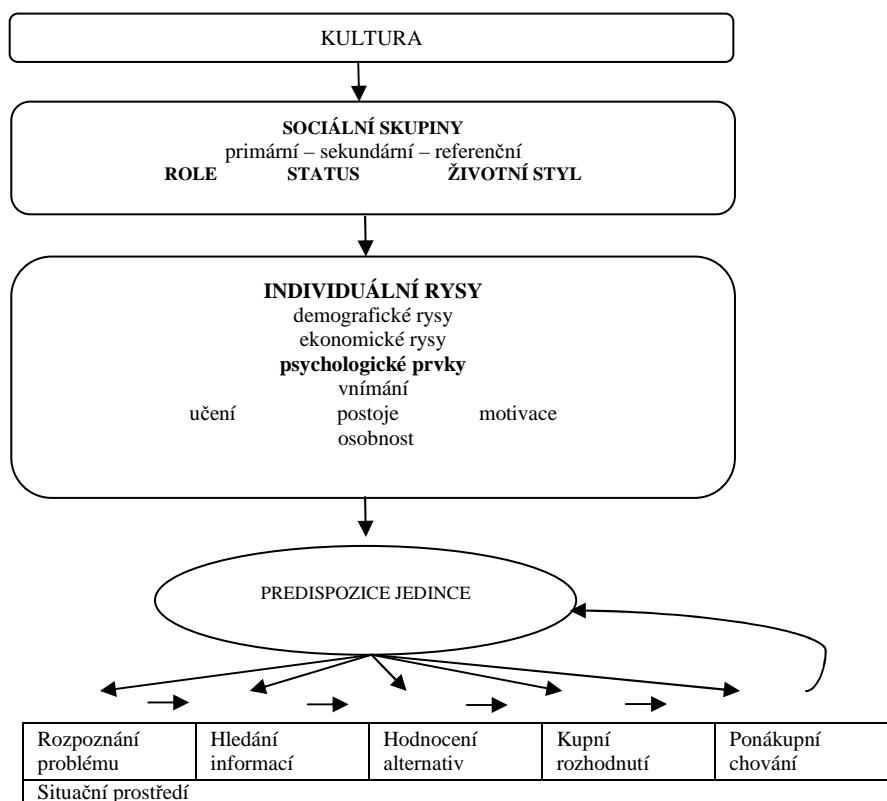 KULTURA
SOCIÁLNÍ SKUPINY
primární – sekundární – referenční
ROLE STATUS ŽIVOTNÍ STYL
INDIVIDUÁLNÍ RYSY
demografické rysy
ekonomické rysy
psychologické prvky
vnímání
učení postoje motivace
osobnost
PREDISPOZICE JEDINCE
Rozpoznání
problému
Hledání
informací
Hodnocení
alternativ
Kupní
rozhodnutí
Ponákupní
chování
Situační prostředí